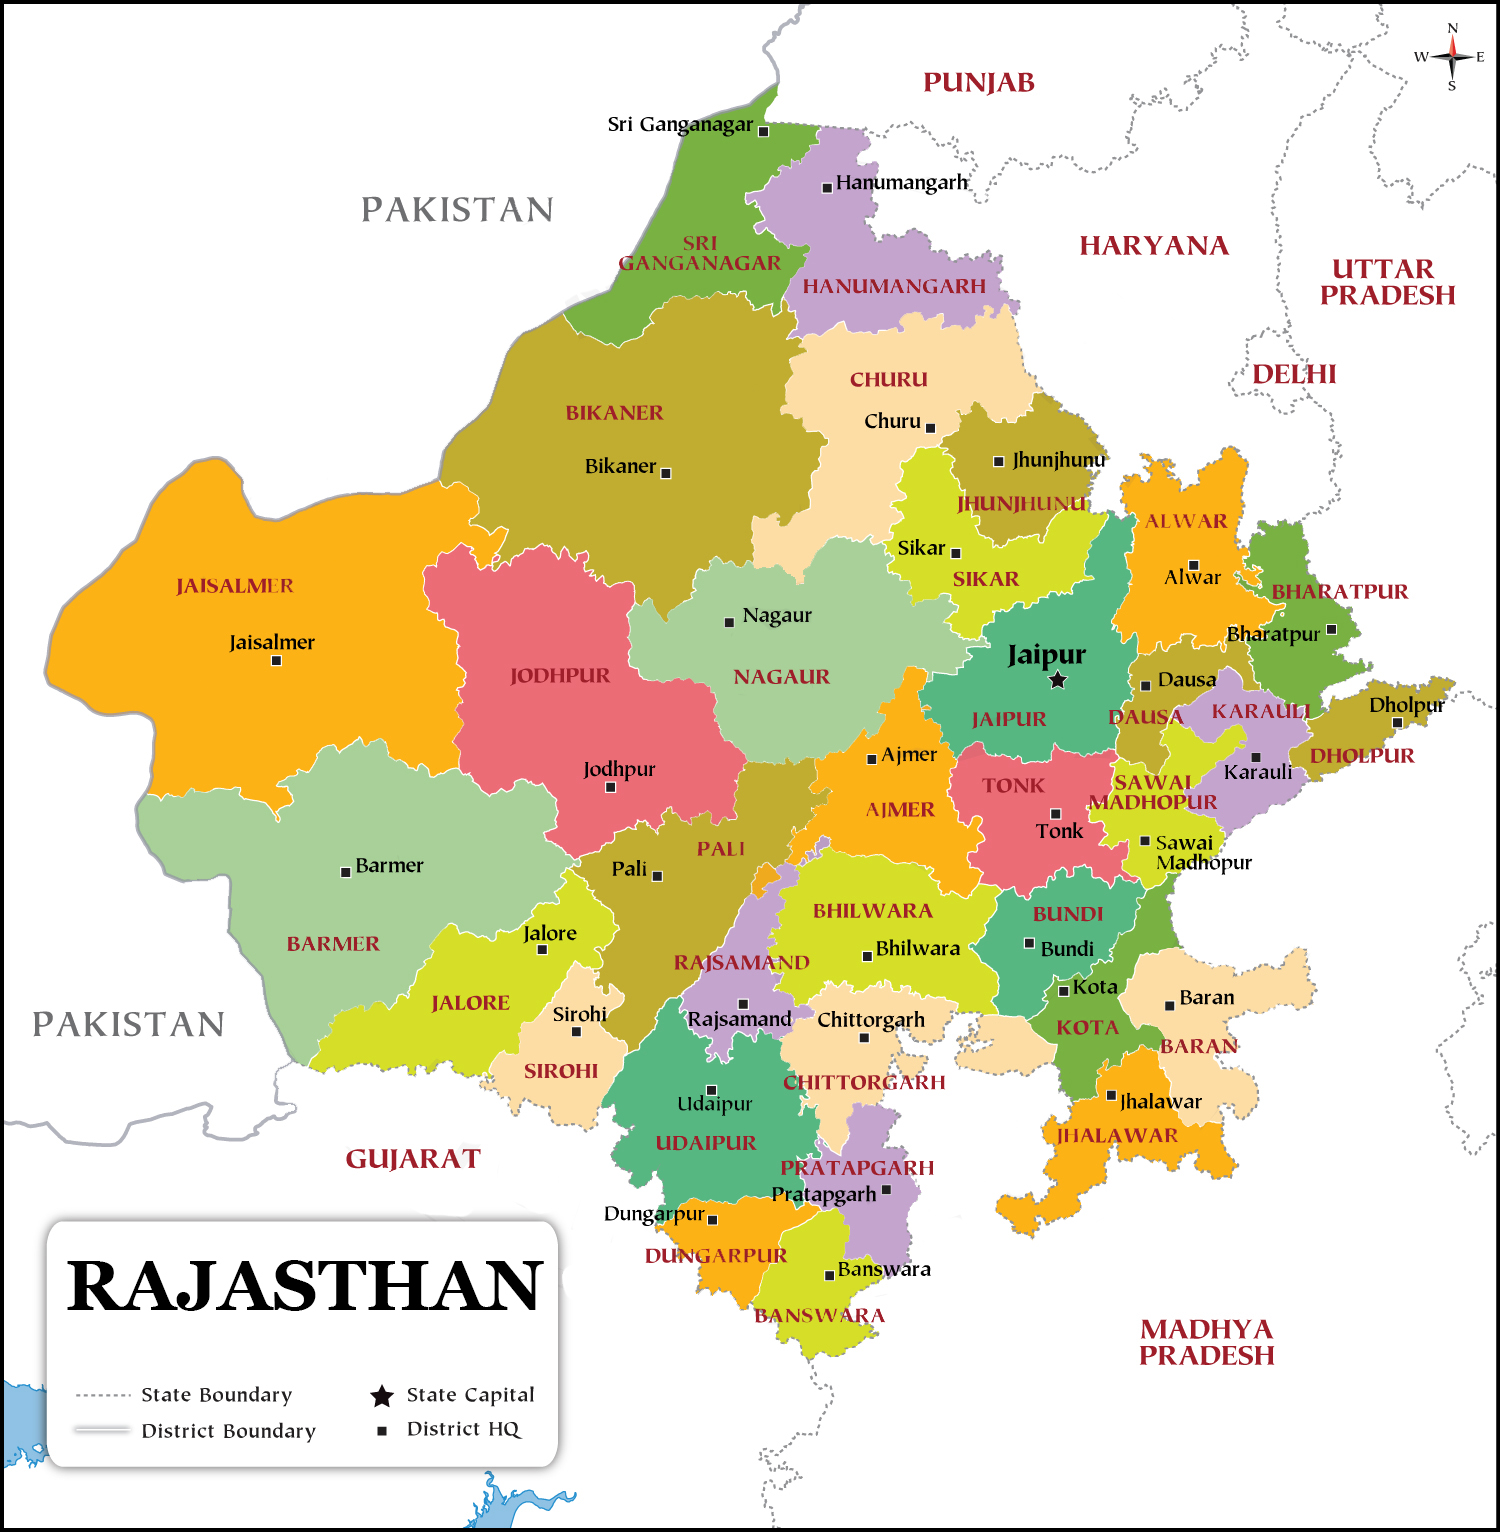 N
W E
S
PUNJAB
Sri Ganganagar
Hanumangarh
PAKISTAN
SRI
GANGANAGAR
HARYANA
UTTAR
PRADESH
HANUMANGARH
DELHI
CHURU
BIKANER
Churu
Bikaner
Jhunjhunu
JHUNJHUNU
ALWAR
Sikar
SIKAR
Alwar
JAISALMER
BHARATPUR
Nagaur
Bharatpur
Jaisalmer
Jaipur
JODHPUR
NAGAUR
Dausa
JAIPUR
DAUSA
KARAULI
Dholpur
Ajmer
DHOLPUR
Jodhpur
Karauli
TONK
SAWAI
MADHOPUR
AJMER
Tonk
PALI
Sawai
Madhopur
Barmer
Pali
BHILWARA
BUNDI
Jalore
BARMER
Bhilwara
Bundi
RAJSAMAND
Kota
JALORE
Baran
Sirohi
Rajsamand
Chittorgarh
PAKISTAN
KOTA
BARAN
SIROHI
CHITTORGARH
Udaipur
Jhalawar
UDAIPUR
JHALAWAR
GUJARAT
PRATAPGARH
Pratapgarh
Dungarpur
DUNGARPUR
Banswara
BANSWARA
MADHYA
PRADESH
RAJASTHAN
State Boundary
State Capital
District Boundary
District HQ